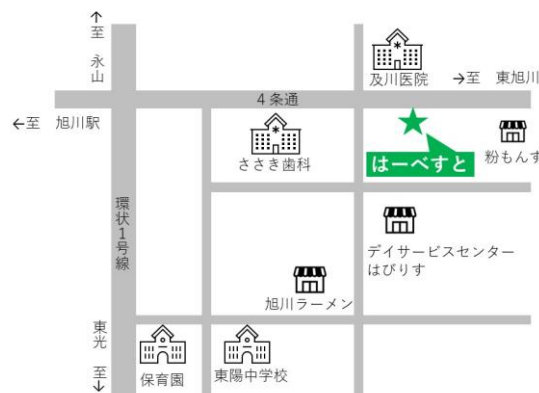 ↑至 永山
及川医院
→至 東旭川
4条通
←至 旭川駅
ささき歯科
はーべすと
粉もんず
環状1号線
デイサービスセンター
はびりす
旭川ラーメン
東光 至↓
保育園
東陽中学校